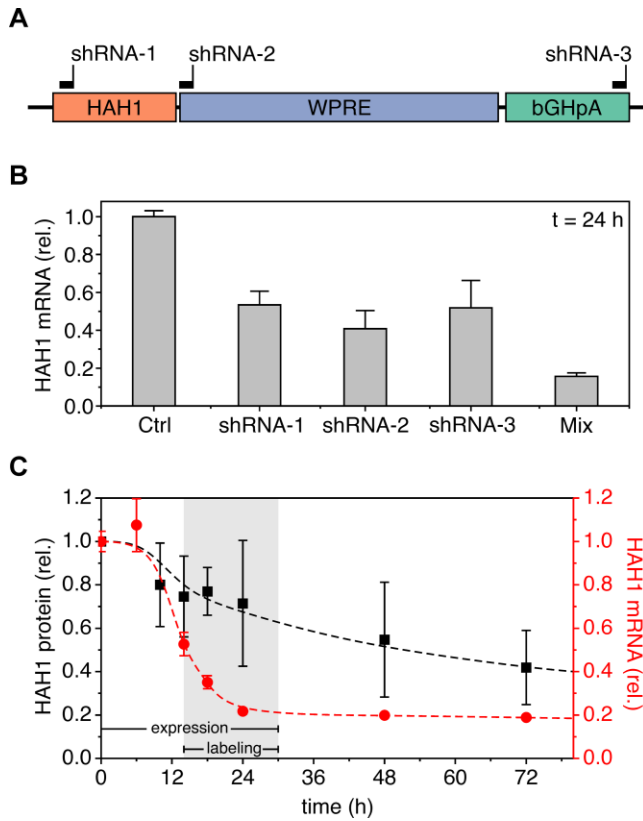 A
shRNA-1 shRNA-2 shRNA-3
HAH1 WPRE bGHpA
B
HAH1 mRNA (rel.)
1.0
0.8
0.6
0.4
0.2
0.0
t = 24 h
Ctrl shRNA-1 shRNA-2 shRNA-3 Mix
C
HAH1 protein (rel.)
1.2
1.0
0.8
0.6
0.4
0.2
0.0
expression
labeling
1.2
1.0
0.8
0.6
0.4
0.2
0.0
HAH1 mRNA (rel.)
0 12 24 36 48 60 72
time (h)